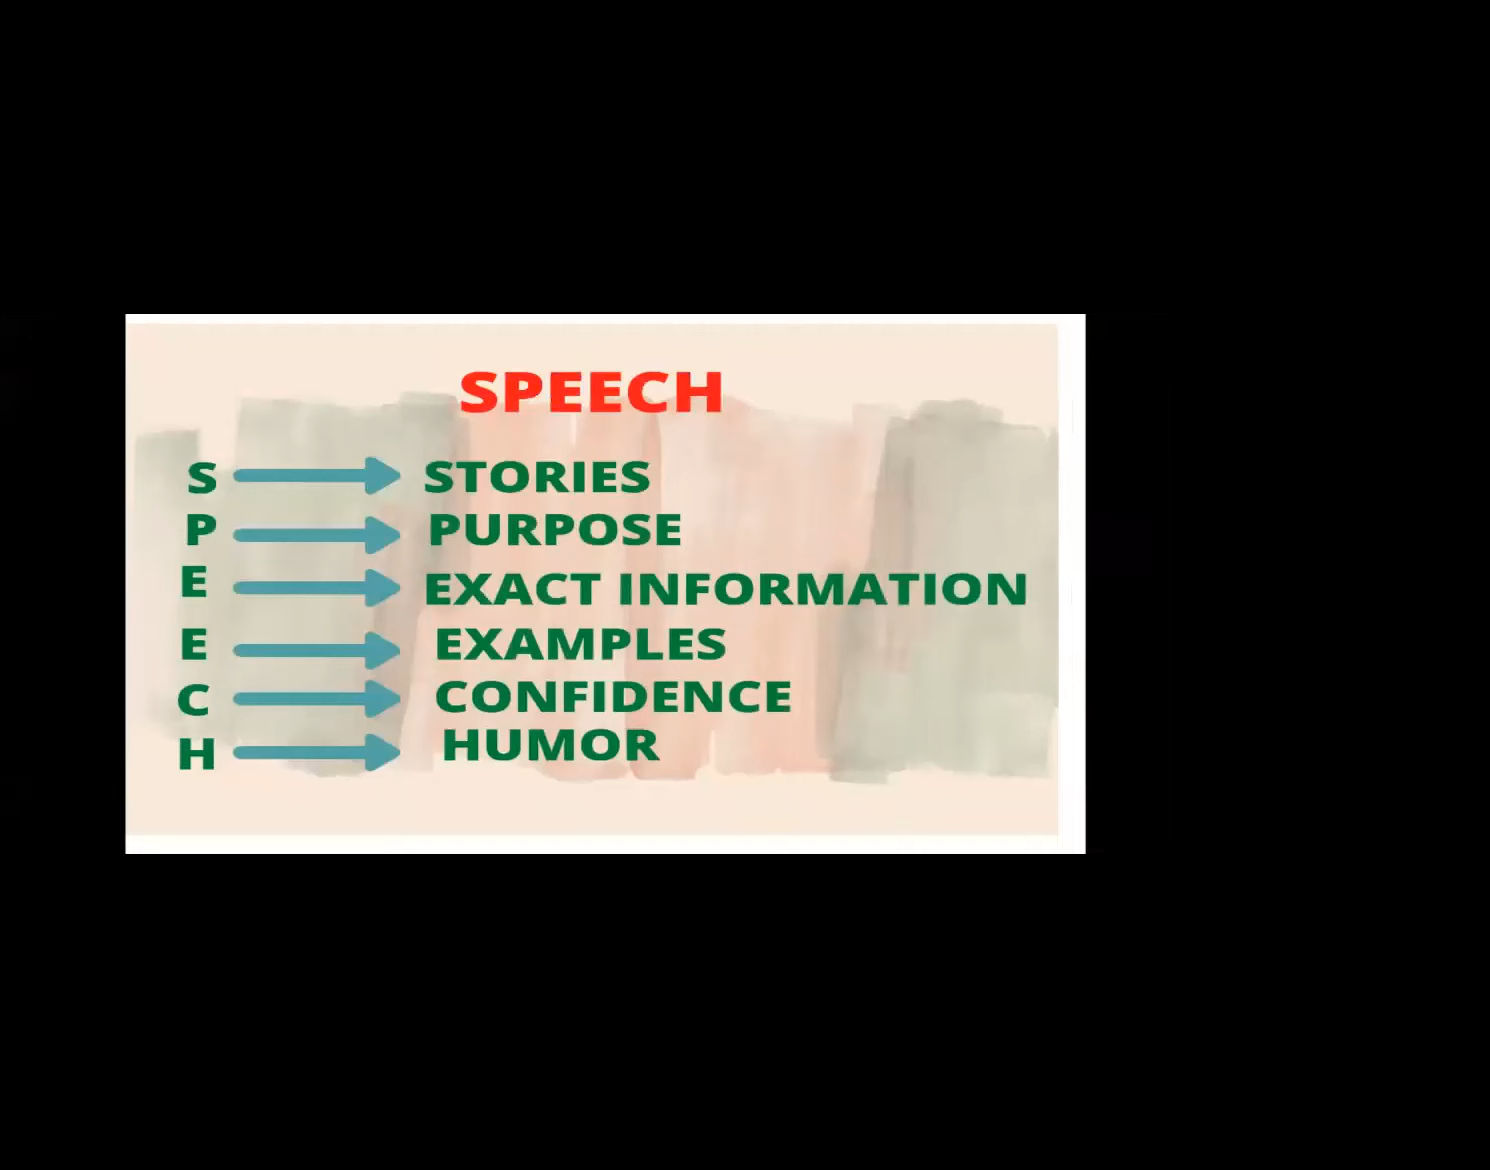 SPEECH
S STORIES
P PURPOSE
E EXACT INFORMATION
E EXAMPLES
C CONFIDENCE
H HUMOR